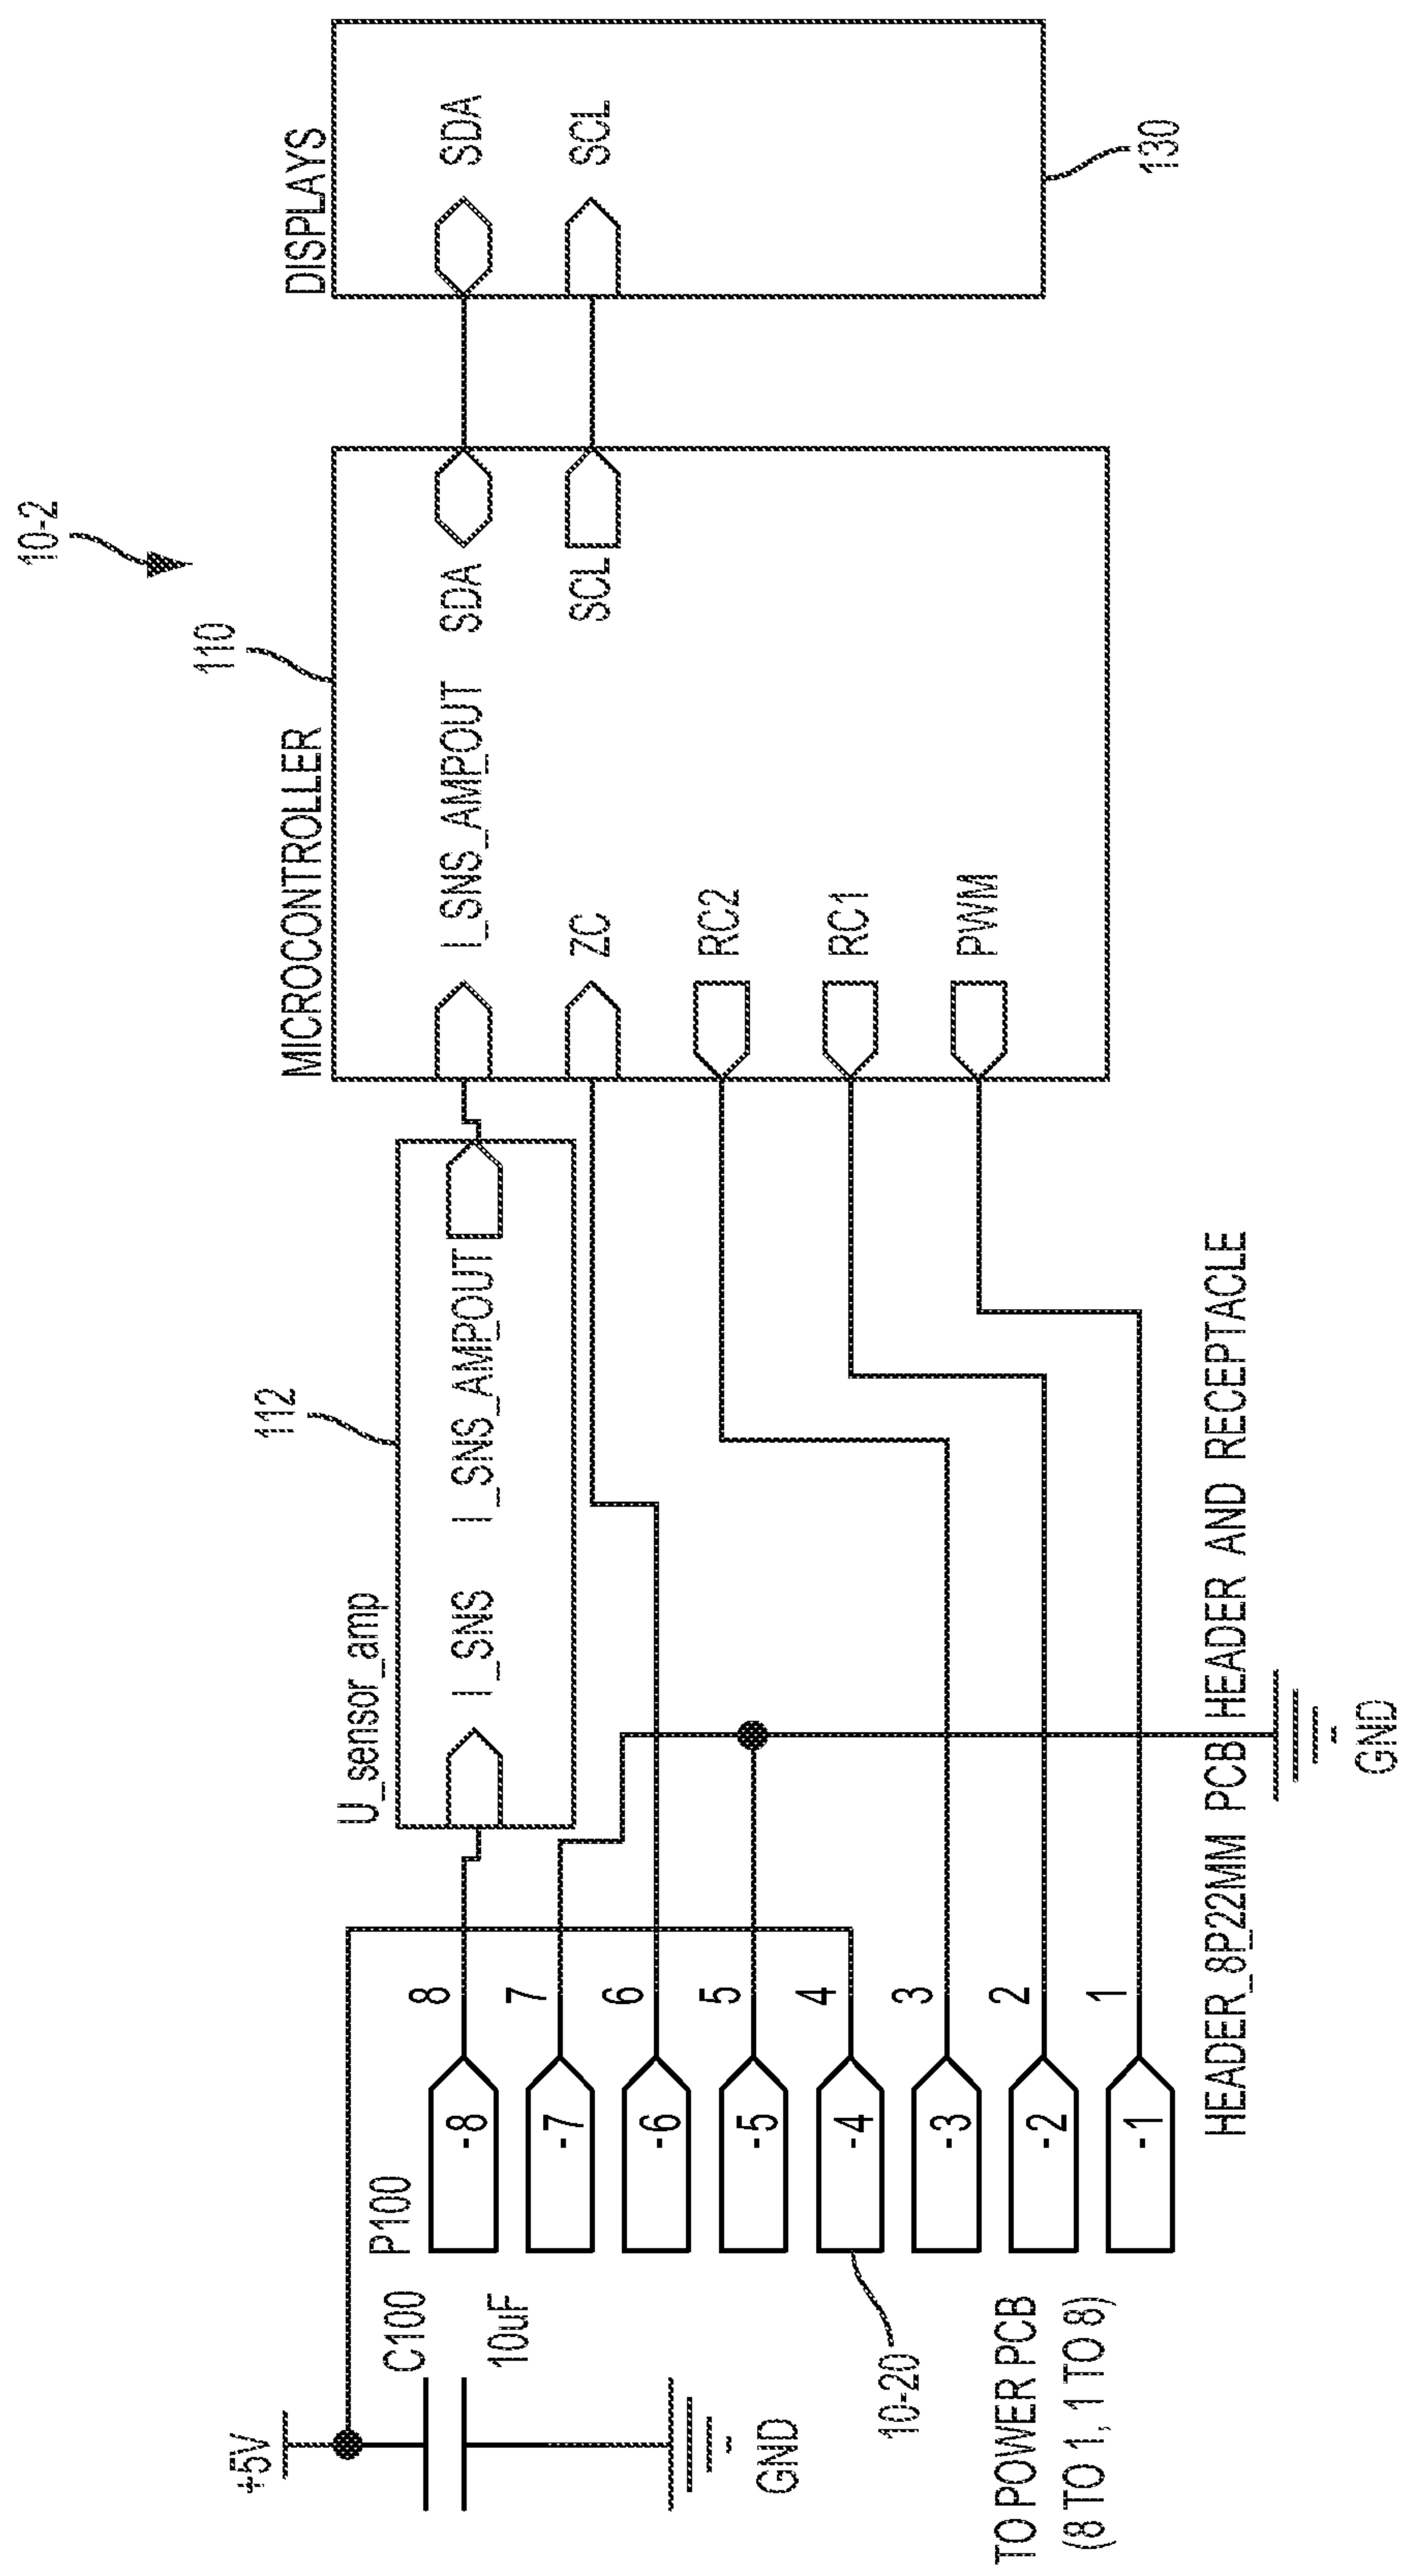 10-2
110
MICROCONTROLLER
I_SNS_AMPOUT
SDA
ZC
SCL
RC2
RC1
PWM
DISPLAYS
SDA
SCL
130
112
U_sensor_amp
I_SNS
I_SNS_AMPOUT
+5V
C100
10uF
GND
P100
-8
8
-7
7
-6
6
-5
5
-4
4
-3
3
-2
2
-1
1
10-20
GND
TO POWER PCB
(8 TO 1, 1 TO 8)
HEADER_8P22MM PCB HEADER AND RECEPTACLE